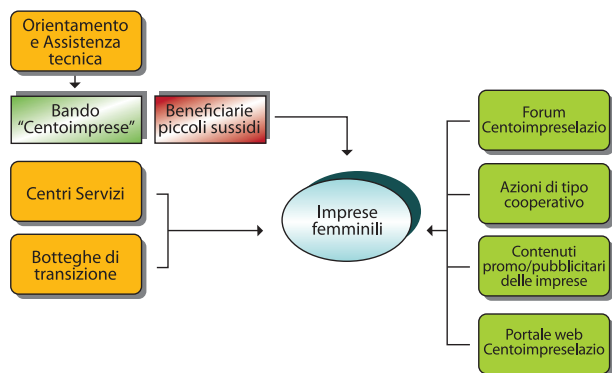 Orientamento
e Assistenza
tecnica
Bando
"Centoimprese"
Beneficiarie
piccoli sussidi
Centri Servizi
Botteghe di
transizione
Imprese
femminili
Forum
Centoimpreselazio
Azioni di tipo
cooperativo
Contenuti
promo/pubblicitari
delle imprese
Portale web
Centoimpreselazio